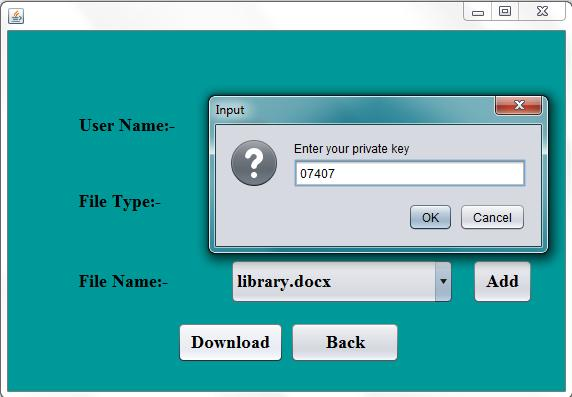 Input
User Name:-
Enter your private key
07407
File Type:-
OK Cancel
File Name:- library.docx Add
Download Back